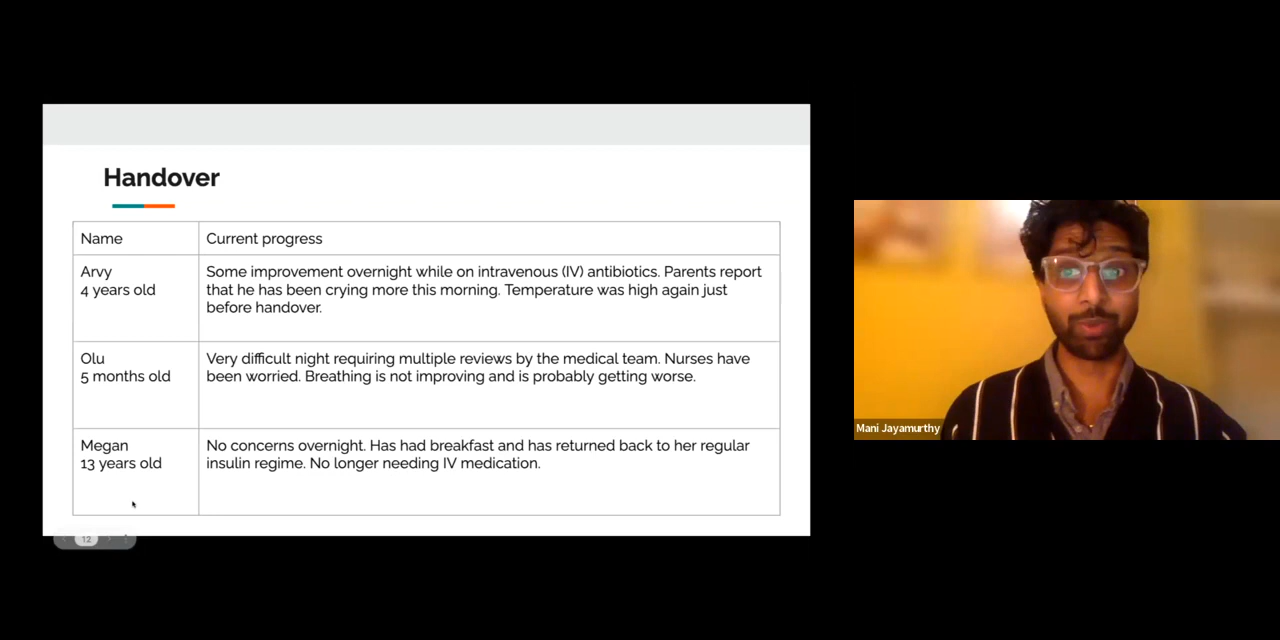 Handover
Name
Current progress
Arvy
4 years old
Some improvement overnight while on intravenous (IV) antibiotics. Parents report
that he has been crying more this morning. Temperature was high again just
before handover.
Olu
5 months old
Very difficult night requiring multiple reviews by the medical team. Nurses have
been worried. Breathing is not improving and is probably getting worse.
Megan
13 years old
No concerns overnight. Has had breakfast and has returned back to her regular
insulin regime. No longer needing IV medication.
12
Mani Jayamurthy